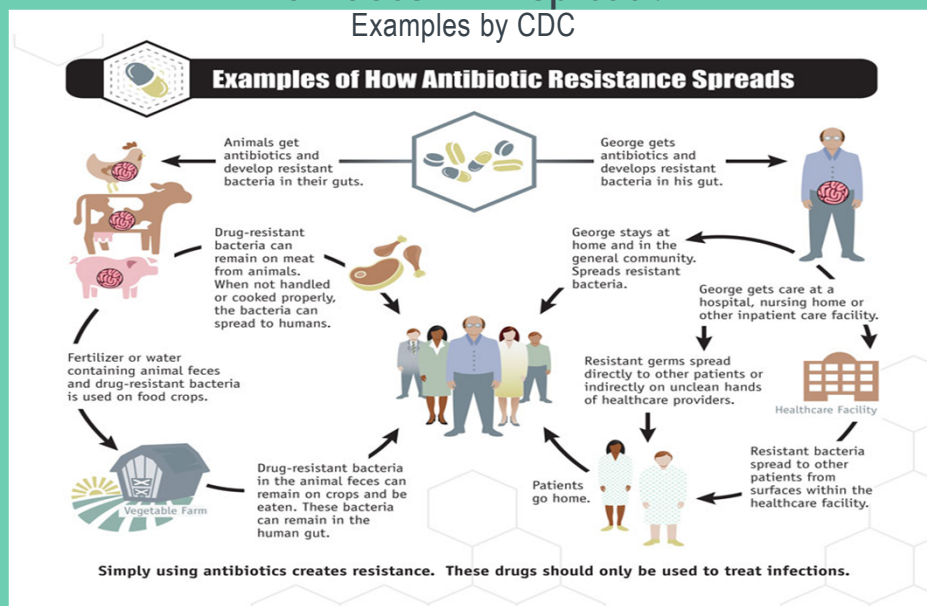 Examples by CDC
Examples of How Antibiotic Resistance Spreads
Animals get
antibiotics and
develop resistant
bacteria in their guts.
George gets
antibiotics and
develops resistant
bacteria in his gut.
Drug-resistant
bacteria can
remain on meat
from animals.
When not handled
or cooked properly,
the bacteria can
spread to humans.
George stays at
home and in the
general community.
Spreads resistant
bacteria.
George gets care at a
hospital, nursing home or
other inpatient care facility.
Fertilizer or water
containing animal feces
and drug-resistant bacteria
is used on food crops.
Resistant germs spread
directly to other patients or
indirectly on unclean hands
of healthcare providers.
Healthcare Facility
Vegetable Farm
Drug-resistant bacteria
in the animal feces can
remain on crops and be
eaten. These bacteria
can remain in the
human gut.
Patients
go home.
Resistant bacteria
spread to other
patients from
surfaces within the
healthcare facility.
Simply using antibiotics creates resistance. These drugs should only be used to treat infections.